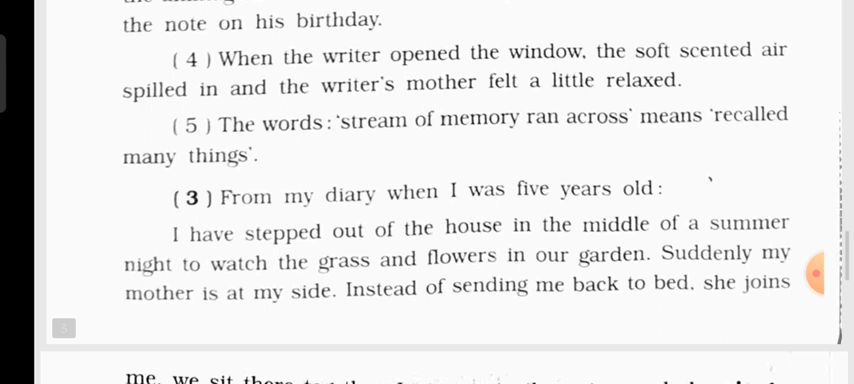 the note on his birthday.
( 4 ) When the writer opened the window, the soft scented air
spilled in and the writer's mother felt a little relaxed.
( 5 ) The words : 'stream of memory ran across' means 'recalled
many things'.
( 3 ) From my diary when I was five years old :
I have stepped out of the house in the middle of a summer
night to watch the grass and flowers in our garden. Suddenly my
mother is at my side. Instead of sending me back to bed, she joins
5
me, we sit